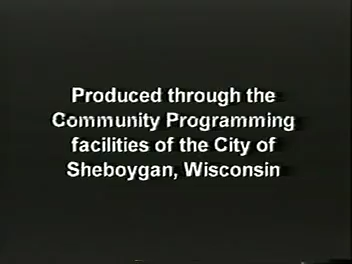 Produced through the
Community Programming
facilities of the City of
Sheboygan, Wisconsin